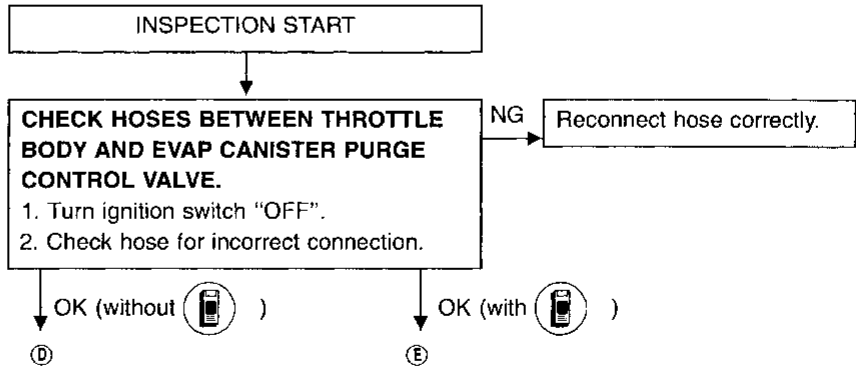 INSPECTION START
CHECK HOSES BETWEEN THROTTLE
BODY AND EVAP CANISTER PURGE
CONTROL VALVE.
1. Turn ignition switch “OFF”.
2. Check hose for incorrect connection.
NG
Reconnect hose correctly.
OK (without )
OK (with )
Ⓓ
Ⓔ